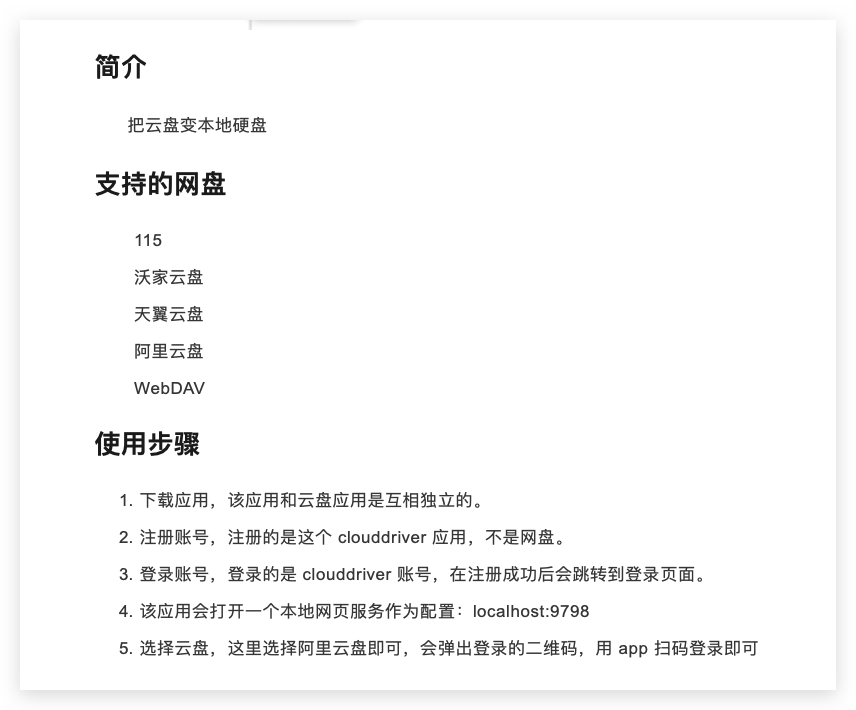 简介
把云盘变本地硬盘
支持的网盘
115
沃家云盘
天翼云盘
阿里云盘
WebDAV
使用步骤
1. 下载应用，该应用和云盘应用是互相独立的。
2. 注册账号，注册的是这个 clouddriver 应用，不是网盘。
3. 登录账号，登录的是 clouddriver 账号，在注册成功后会跳转到登录页面。
4. 该应用会打开一个本地网页服务作为配置：localhost:9798
5. 选择云盘，这里选择阿里云盘即可，会弹出登录的二维码，用 app 扫码登录即可